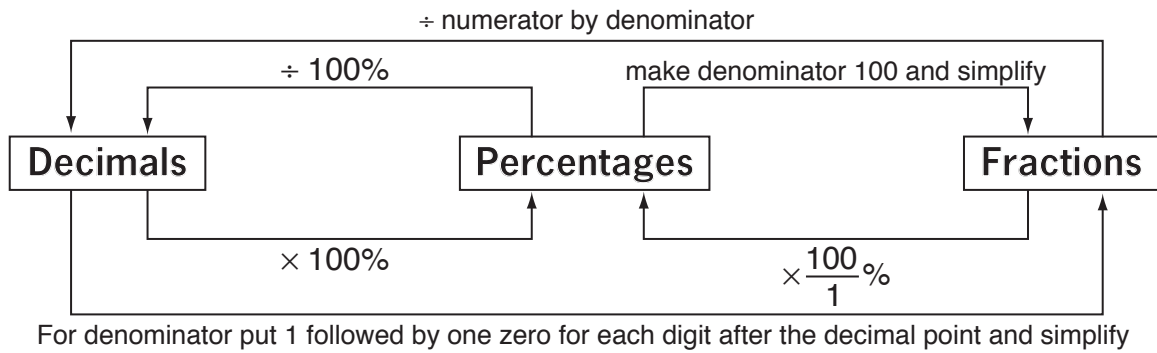 ÷ numerator by denominator
÷ 100%
make denominator 100 and simplify
Decimals
Percentages
Fractions
× 100%
× 100/1 %
For denominator put 1 followed by one zero for each digit after the decimal point and simplify